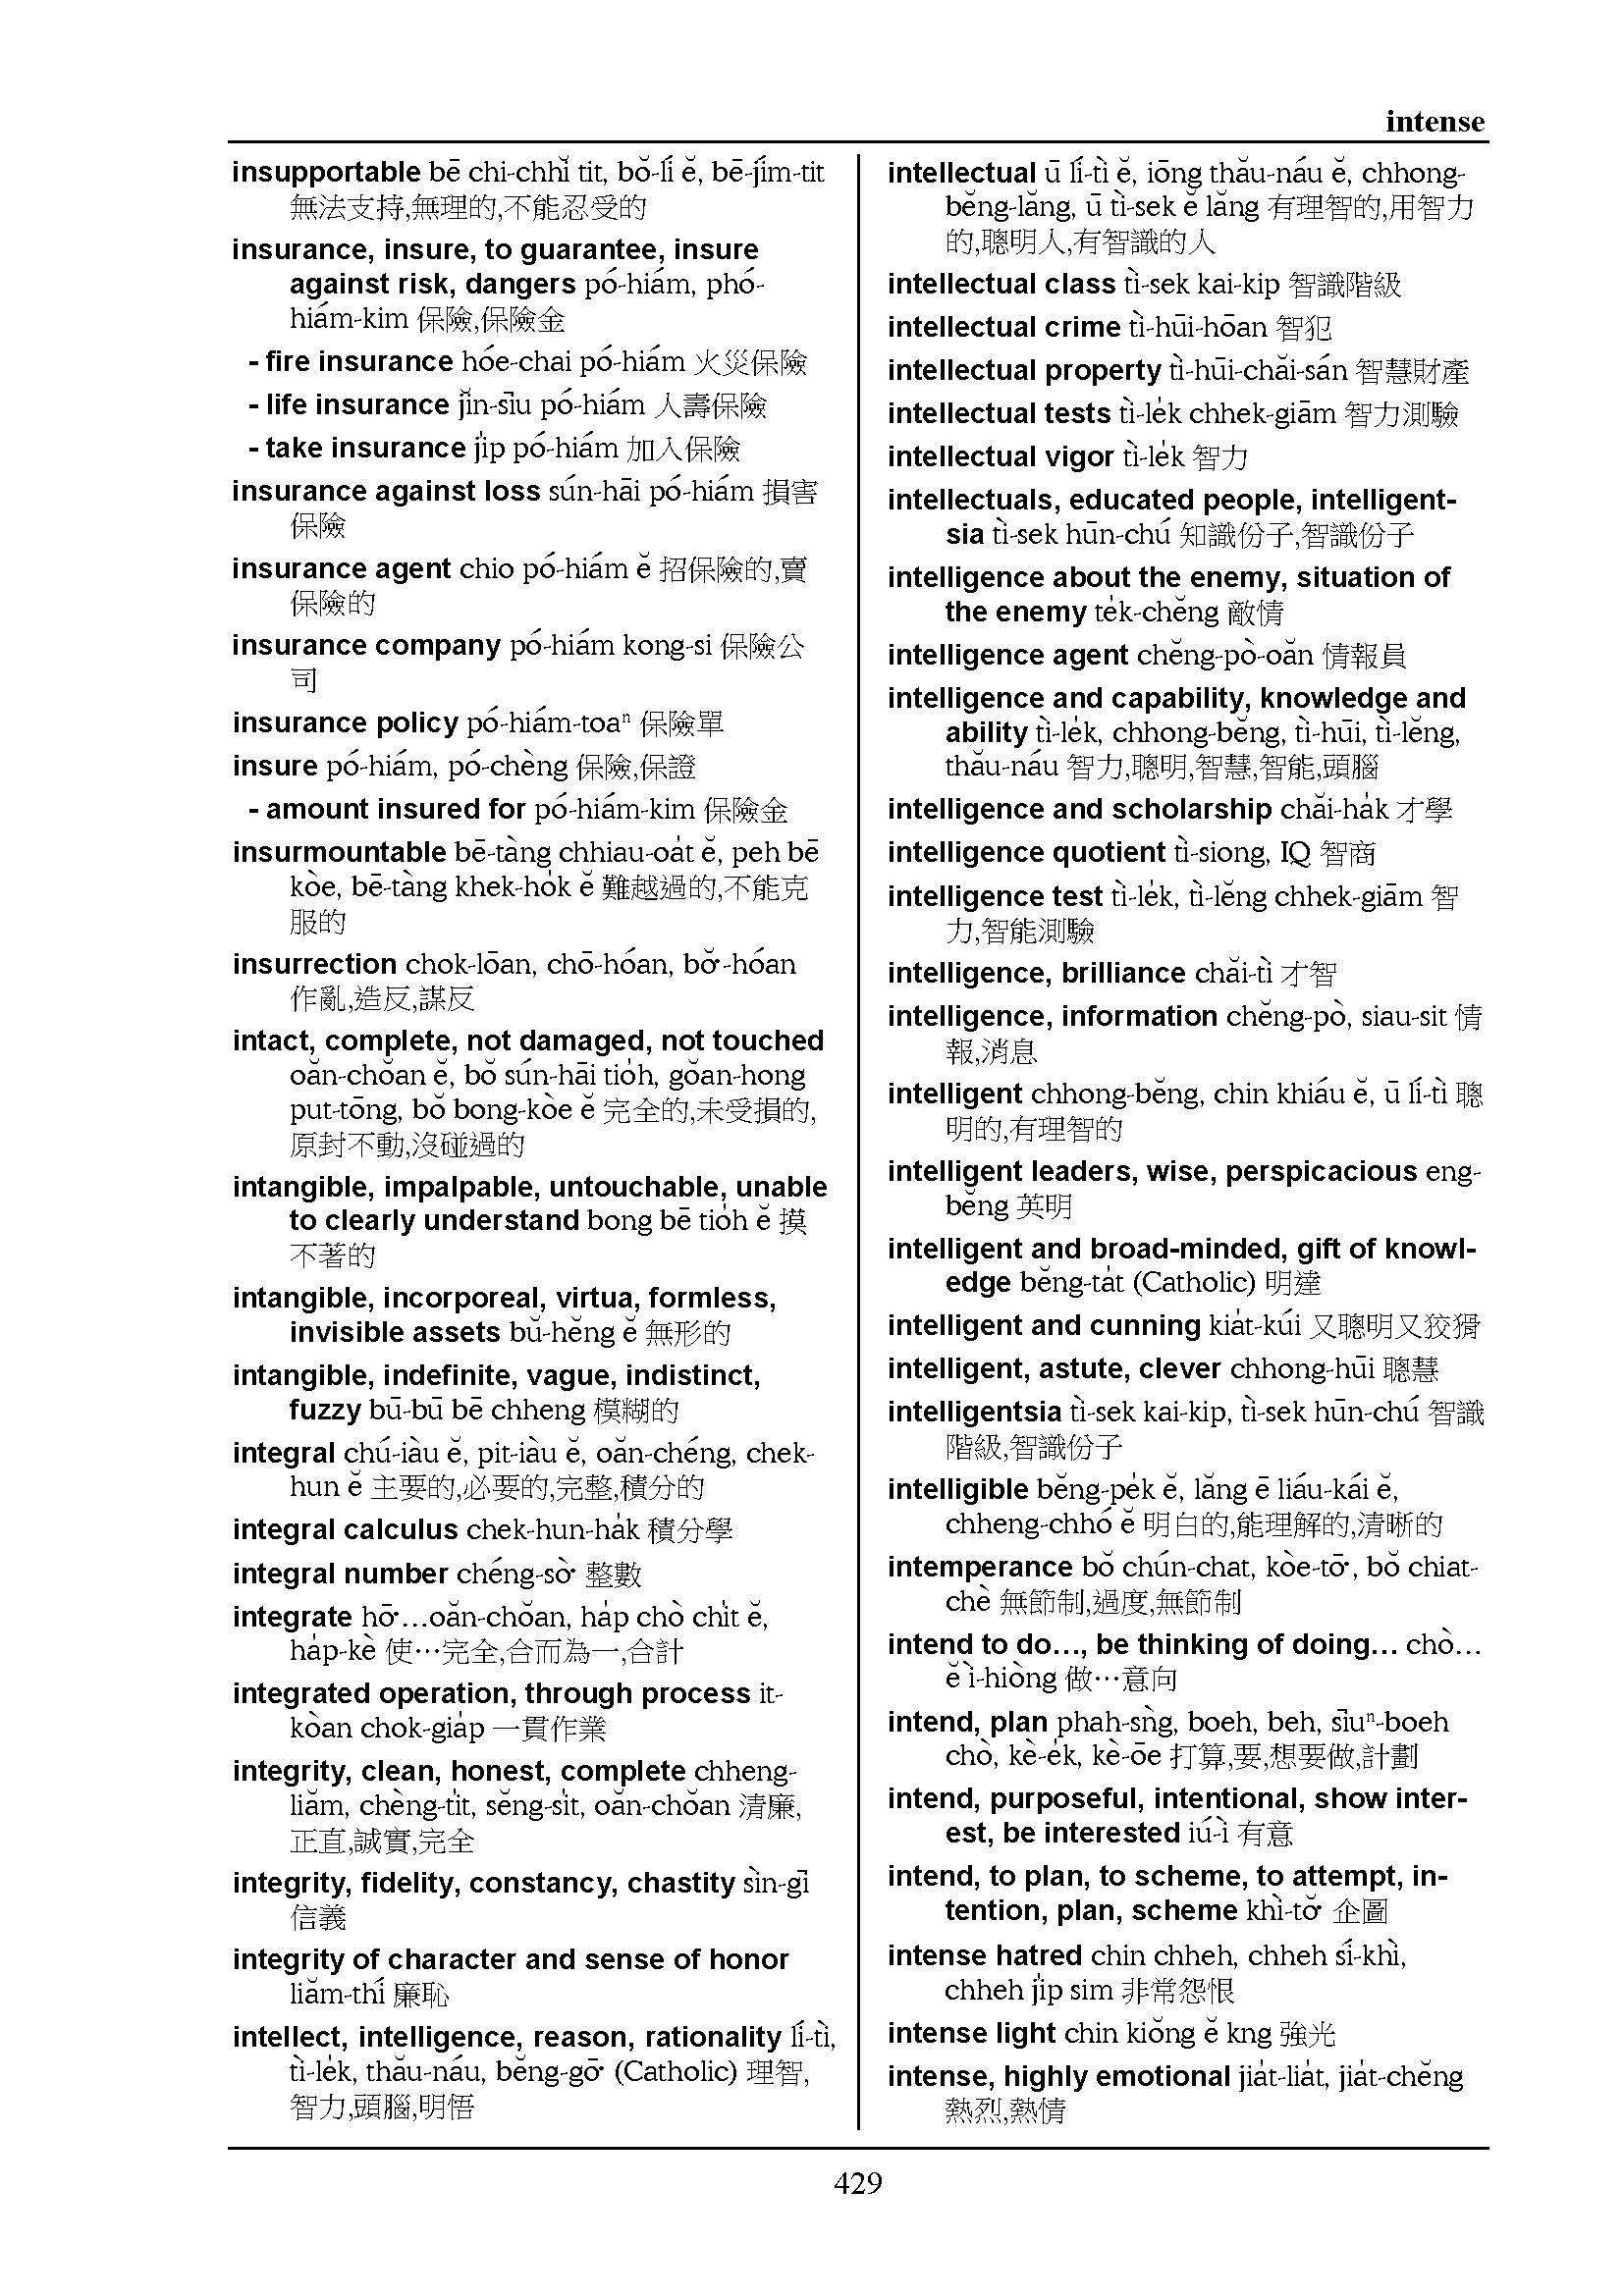 intense
insupportable bē chi-chhĭ tit, bŏ-lí ĕ, bē-jím-tit
無法支持,無理的,不能忍受的
insurance, insure, to guarantee, insure
against risk, dangers pó-hiám, phó-
hiám-kim 保險,保險金
- fire insurance hóe-chai pó-hiám 火災保險
- life insurance jĭn-sīu pó-hiám 人壽保險
- take insurance ji̍p pó-hiám 加入保險
insurance against loss sún-hāi pó-hiám 損害
保險
insurance agent chio pó-hiám ĕ 招保險的,賣
保險的
insurance company pó-hiám kong-si 保險公
司
insurance policy pó-hiám-toaⁿ 保險單
insure pó-hiám, pó-chèng 保險,保證
- amount insured for pó-hiám-kim 保險金
insurmountable bē-tàng chhiau-oa̍t ĕ, peh bē
kòe, bē-tàng khek-ho̍k ĕ 難越過的,不能克
服的
insurrection chok-lōan, chō-hóan, bŏ͘-hóan
作亂,造反,謀反
intact, complete, not damaged, not touched
oăn-chŏan ĕ, bŏ sún-hāi tio̍h, gŏan-hong
put-tōng, bŏ bong-kòe ĕ 完全的,未受損的,
原封不動,沒碰過的
intangible, impalpable, untouchable, unable
to clearly understand bong bē tio̍h ĕ 摸
不著的
intangible, incorporeal, virtua, formless,
invisible assets bŭ-hĕng ĕ 無形的
intangible, indefinite, vague, indistinct,
fuzzy bū-bū bē chheng 模糊的
integral chú-iàu ĕ, pit-iàu ĕ, oăn-chéng, chek-
hun ĕ 主要的,必要的,完整,積分的
integral calculus chek-hun-ha̍k 積分學
integral number chéng-sò͘ 整數
integrate hō͘…oăn-chŏan, ha̍p chò chi̍t ĕ,
ha̍p-kè 使…完全,合而為一,合計
integrated operation, through process it-
kòan chok-gia̍p 一貫作業
integrity, clean, honest, complete chheng-
liăm, chèng-ti̍t, sĕng-si̍t, oăn-chŏan 清廉,
正直,誠實,完全
integrity, fidelity, constancy, chastity sìn-gī
信義
integrity of character and sense of honor
liăm-thí 廉恥
intellect, intelligence, reason, rationality lí-tì,
tì-le̍k, thău-náu, bĕng-gō͘ (Catholic) 理智,
智力,頭腦,明悟
intellectual ū lí-tì ĕ, iōng thău-náu ĕ, chhong-
bĕng-lăng, ū tì-sek ĕ lăng 有理智的,用智力
的,聰明人,有智識的人
intellectual class tì-sek kai-kip 智識階級
intellectual crime tì-hūi-hōan 智犯
intellectual property tì-hūi-chăi-sán 智慧財產
intellectual tests tì-le̍k chhek-giām 智力測驗
intellectual vigor tì-le̍k 智力
intellectuals, educated people, intelligent-
sia tì-sek hūn-chú 知識份子,智識份子
intelligence about the enemy, situation of
the enemy te̍k-chĕng 敵情
intelligence agent chĕng-pò-oăn 情報員
intelligence and capability, knowledge and
ability tì-le̍k, chhong-bĕng, tì-hūi, tì-lĕng,
thău-náu 智力,聰明,智慧,智能,頭腦
intelligence and scholarship chăi-ha̍k 才學
intelligence quotient tì-siong, IQ 智商
intelligence test tì-le̍k, tì-lĕng chhek-giām 智
力,智能測驗
intelligence, brilliance chăi-tì 才智
intelligence, information chĕng-pò, siau-sit 情
報,消息
intelligent chhong-bĕng, chin khiáu ĕ, ū lí-tì 聰
明的,有理智的
intelligent leaders, wise, perspicacious eng-
bĕng 英明
intelligent and broad-minded, gift of knowl-
edge bĕng-ta̍t (Catholic) 明達
intelligent and cunning kia̍t-kúi 又聰明又狡猾
intelligent, astute, clever chhong-hūi 聰慧
intelligentsia tì-sek kai-kip, tì-sek hūn-chú 智識
階級,智識份子
intelligible bĕng-pe̍k ĕ, lăng ē liáu-kái ĕ,
chheng-chhó ĕ 明白的,能理解的,清晰的
intemperance bŏ chún-chat, kòe-tō͘, bŏ chiat-
chè 無節制,過度,無節制
intend to do…, be thinking of doing… chò…
ĕ ì-hiòng 做…意向
intend, plan phah-sǹg, boeh, beh, sīuⁿ-boeh
chò, kè-e̍k, kè-ōe 打算,要,想要做,計劃
intend, purposeful, intentional, show inter-
est, be interested iú-ì 有意
intend, to plan, to scheme, to attempt, in-
tention, plan, scheme khì-tŏ͘ 企圖
intense hatred chin chheh, chheh sí-khì,
chheh ji̍p sim 非常怨恨
intense light chin kiŏng ĕ kng 強光
intense, highly emotional jia̍t-lia̍t, jia̍t-chĕng
熱烈,熱情
429